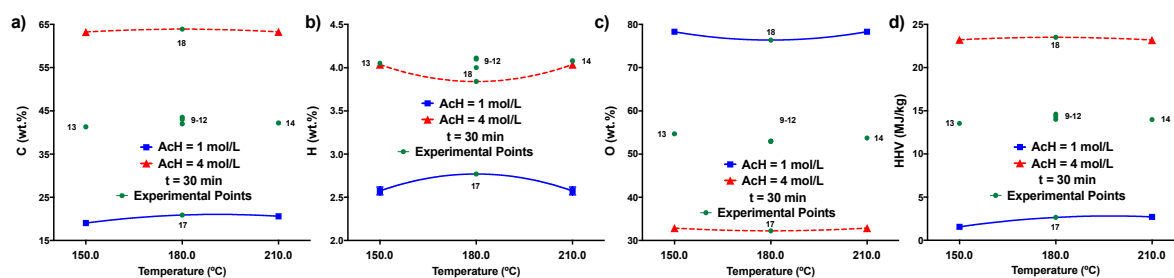 a)
65
55
45
35
25
15
C (wt.%)
18
13
9-12
14
AcH = 1 mol/L
AcH = 4 mol/L
t = 30 min
Experimental Points
17
150.0
180.0
210.0
Temperature (ºC)
b)
4.5
4.0
3.5
3.0
2.5
2.0
H (wt.%)
13
9-12
14
18
AcH = 1 mol/L
AcH = 4 mol/L
t = 30 min
Experimental Points
17
150.0
180.0
210.0
Temperature (ºC)
c)
80
70
60
50
40
30
O (wt.%)
18
13
9-12
14
AcH = 1 mol/L
AcH = 4 mol/L
t = 30 min
Experimental Points
17
150.0
180.0
210.0
Temperature (ºC)
d)
25
20
15
10
5
0
HHV (MJ/kg)
18
13
9-12
14
AcH = 1 mol/L
AcH = 4 mol/L
t = 30 min
Experimental Points
17
150.0
180.0
210.0
Temperature (ºC)